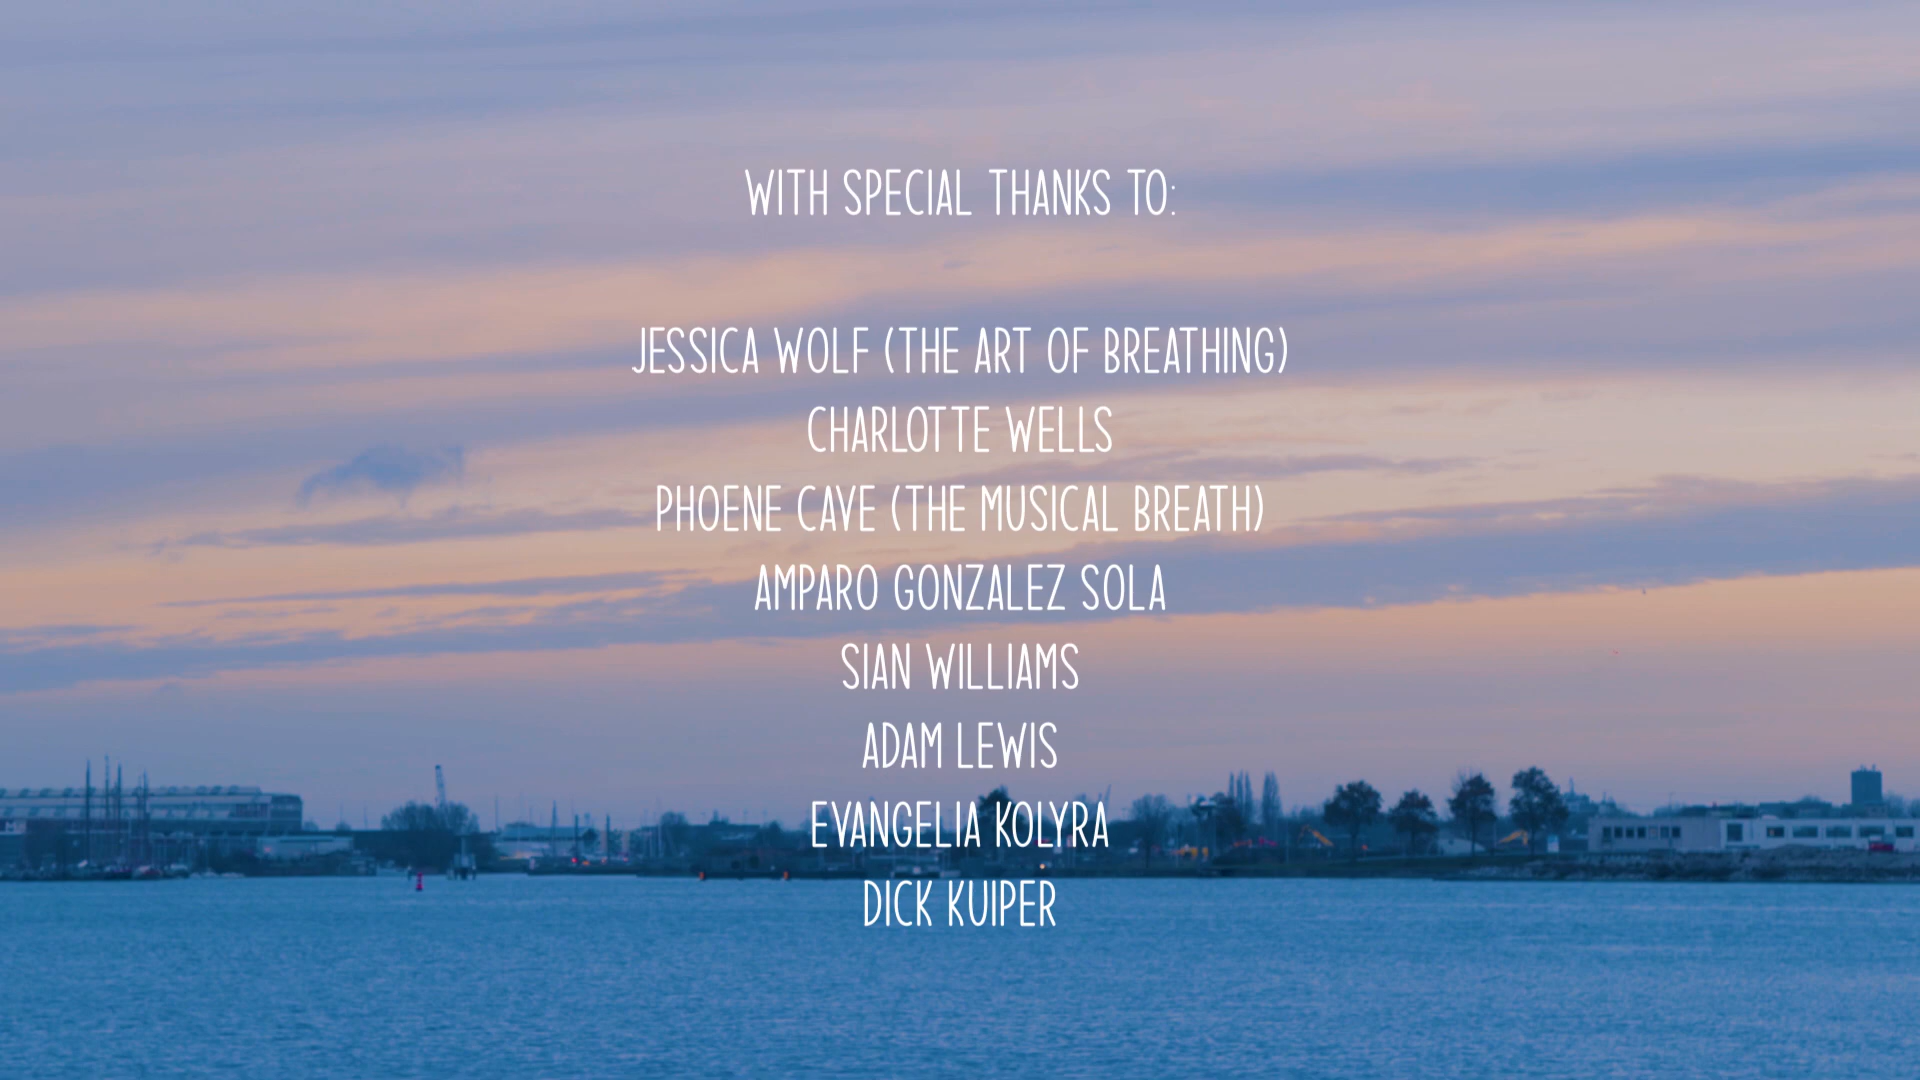 WITH SPECIAL THANKS TO:
JESSICA WOLF (THE ART OF BREATHING)
CHARLOTTE WELLS
PHOENE CAVE (THE MUSICAL BREATH)
AMPARO GONZALEZ SOLA
SIAN WILLIAMS
ADAM LEWIS
EVANGELIA KOLYRA
DICK KUIPER